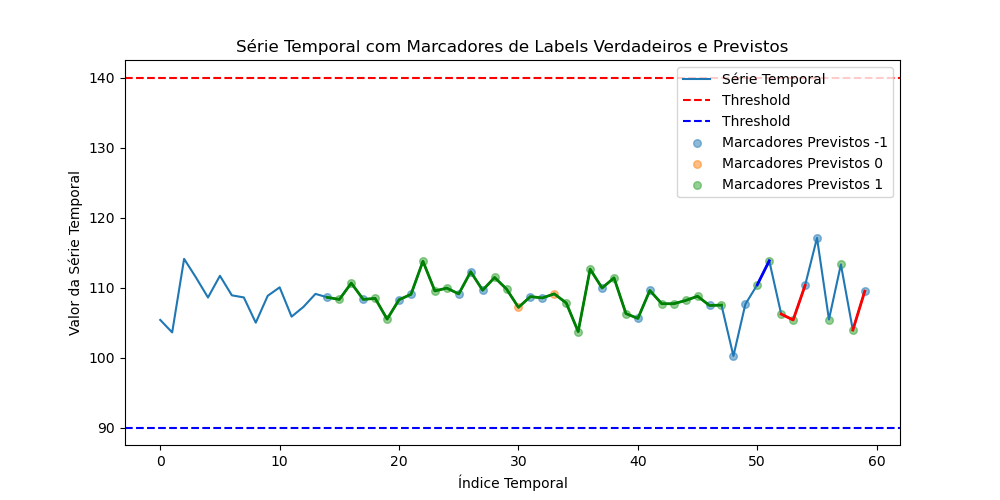 Série Temporal com Marcadores de Labels Verdadeiros e Previstos
140
130
120
110
100
90
Valor da Série Temporal
Série Temporal
Threshold
Threshold
Marcadores Previstos -1
Marcadores Previstos 0
Marcadores Previstos 1
0
10
20
30
40
50
60
Índice Temporal